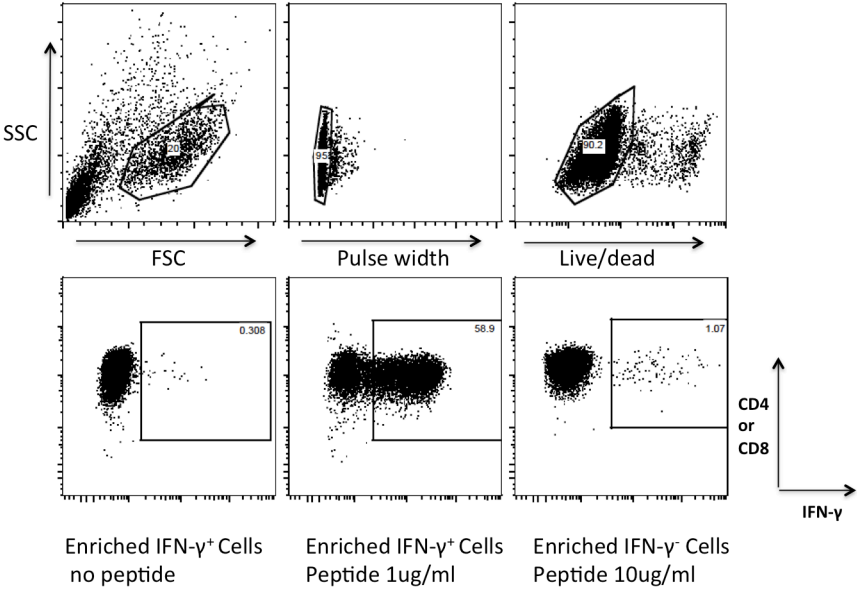 SSC
20
95
90.2
FSC
Pulse width
Live/dead
0.308
58.9
1.07
CD4
or
CD8
IFN-γ
Enriched IFN-γ⁺ Cells
no peptide
Enriched IFN-γ⁺ Cells
Peptide 1ug/ml
Enriched IFN-γ⁻ Cells
Peptide 10ug/ml